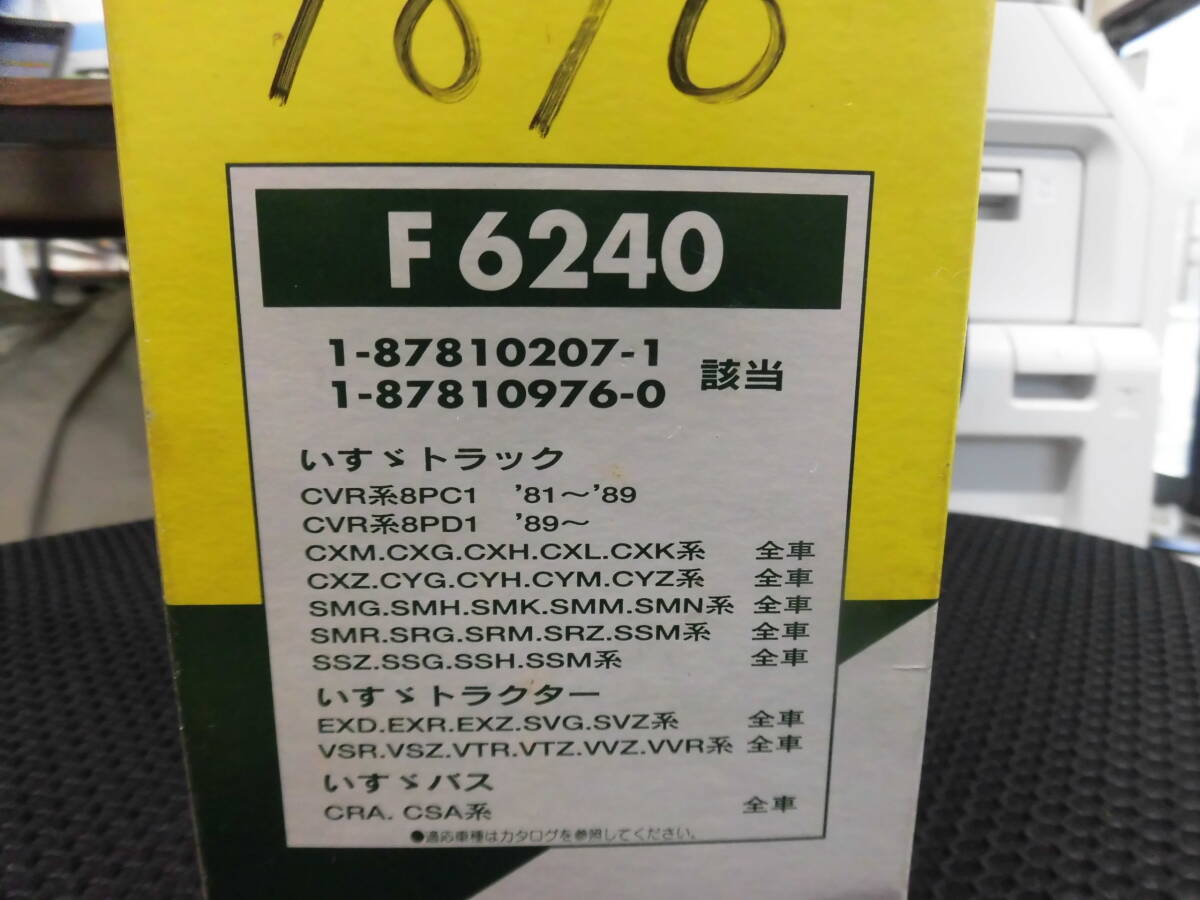 F 6240
1-87810207-1
1-87810976-0
該当
いすゞトラック
CVR系8PC1 '81〜'89
CVR系8PD1 '89〜
CXM.CXG.CXH.CXL.CXK系 全車
CXZ.CYG.CYH.CYM.CYZ系 全車
SMG.SMH.SMK.SMM.SMN系 全車
SMR.SRG.SRM.SRZ.SSM系 全車
SSZ.SSG.SSH.SSM系 全車
いすゞトラクター
EXD.EXR.EXZ.SVG.SVZ系 全車
VSR.VSZ.VTR.VTZ.VVZ.VVR系 全車
いすゞバス
CRA. CSA系 全車
●適応車種はカタログを参照してください。